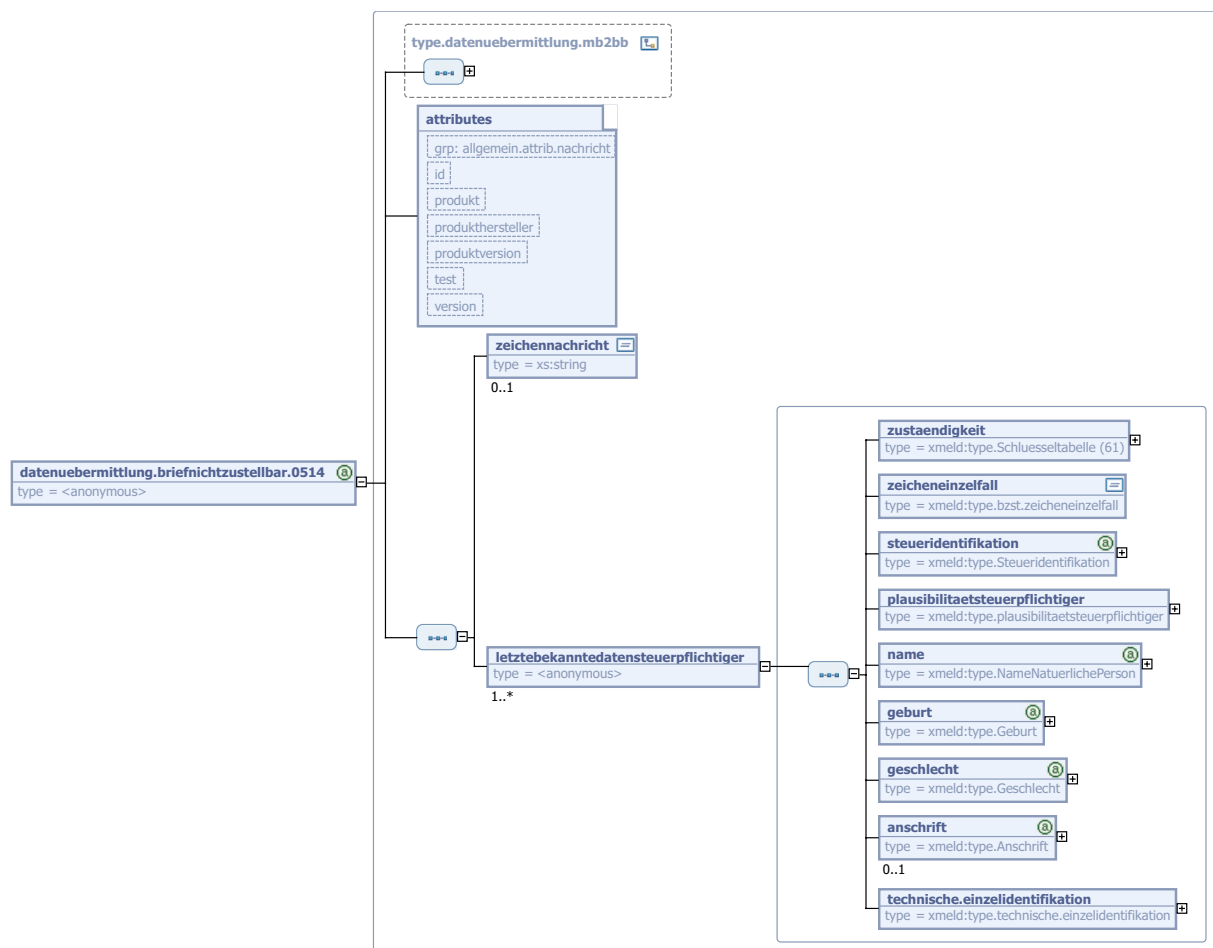 type.datenuebermittlung.mb2bb
attributes
grp: allgemein.attrib.nachricht
id
produkt
produkthersteller
produktversion
test
version
zeichennachricht
type = xs:string
0..1
datenuebermittlung.briefnichtzustellbar.0514 a
type = <anonymous>
letztebekanntedatensteuerpflichtiger
type = <anonymous>
1..*
zustaendigkeit
type = xmeld:type.Schluesseltabelle (61)
zeicheneinzelfall
type = xmeld:type.bzst.zeicheneinzelfall
steueridentifikation a
type = xmeld:type.Steueridentifikation
plausibilitaetsteuerpflichtiger
type = xmeld:type.plausibilitaetsteuerpflichtiger
name a
type = xmeld:type.NameNatuerlichePerson
geburt a
type = xmeld:type.Geburt
geschlecht a
type = xmeld:type.Geschlecht
anschrift a
type = xmeld:type.Anschrift
0..1
technische.einzelidentifikation
type = xmeld:type.technische.einzelidentifikation